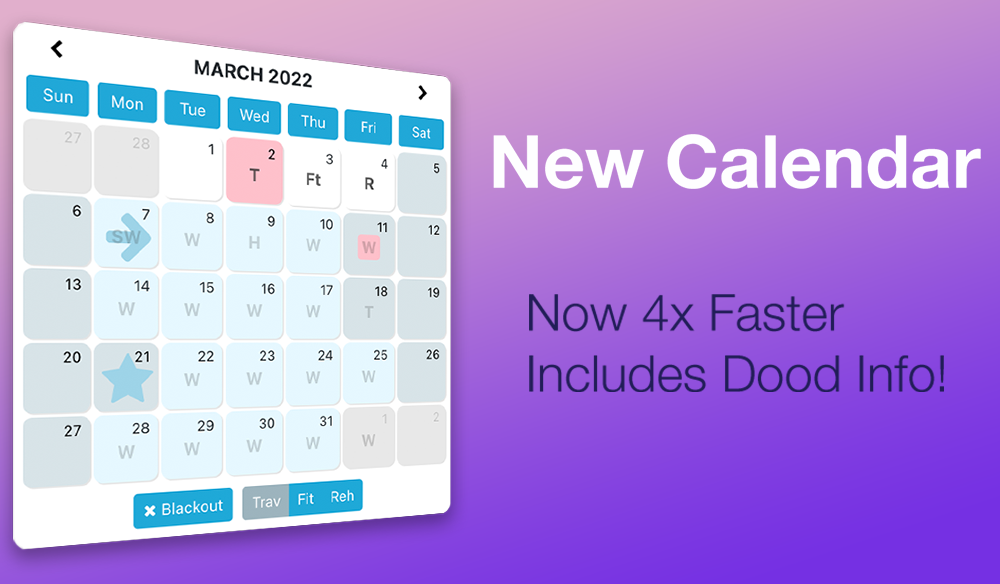 MARCH 2022
Sun Mon Tue Wed Thu Fri Sat
27 28 1 2 3 4 5
T Ft R
6 7 8 9 10 11 12
SW W H W W
13 14 15 16 17 18 19
W W W W T
20 21 22 23 24 25 26
W W W W
27 28 29 30 31 1 2
W W W W W
Blackout Trav Fit Reh
New Calendar
Now 4x Faster
Includes Dood Info!